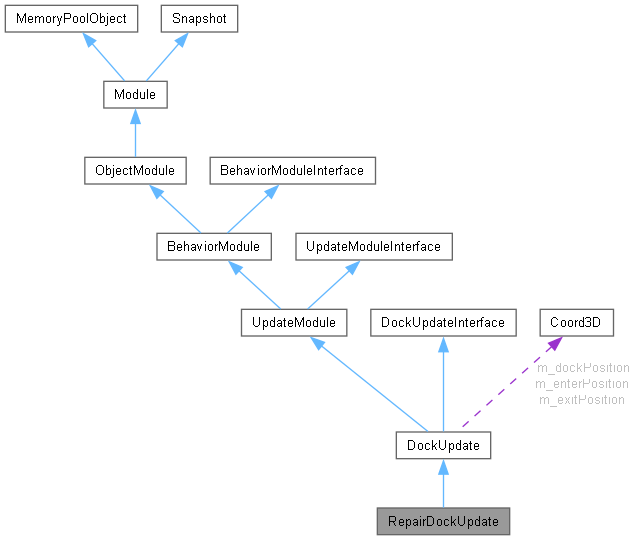 MemoryPoolObject
Snapshot
Module
ObjectModule
BehaviorModuleInterface
BehaviorModule
UpdateModuleInterface
UpdateModule
DockUpdateInterface
Coord3D
m_dockPosition
m_enterPosition
m_exitPosition
DockUpdate
RepairDockUpdate